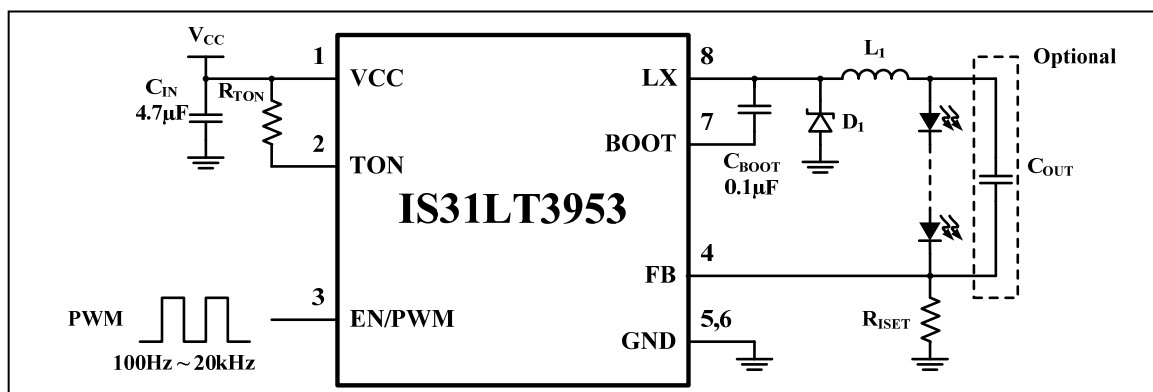 VCC
CIN
4.7µF
RTON
1
VCC
2
TON
IS31LT3953
3
EN/PWM
PWM
100Hz ~ 20kHz
8
LX
7
BOOT
CBOOT
0.1µF
D1
L1
Optional
COUT
4
FB
5,6
GND
RISET